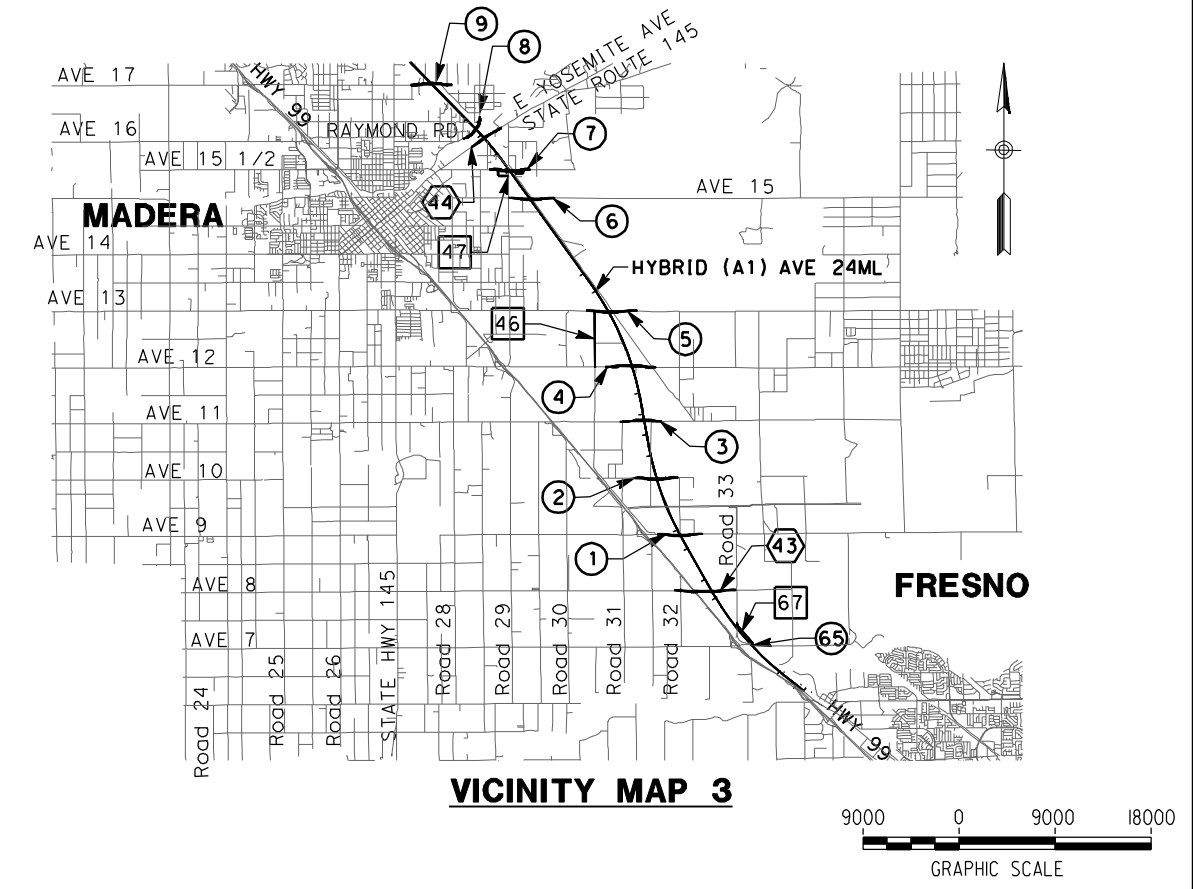 9
8
E YOSEMITE AVE
STATE ROUTE 145
AVE 17
HWY 99
AVE 16
RAYMOND RD
7
AVE 15 1/2
AVE 15
44
MADERA
6
AVE 14
47
HYBRID (A1) AVE 24ML
AVE 13
46
5
AVE 12
4
AVE 11
3
AVE 10
2
Road 33
AVE 9
1
43
AVE 8
FRESNO
67
AVE 7
65
Road 24
Road 25
Road 26
STATE HWY 145
Road 28
Road 29
Road 30
Road 31
Road 32
HWY 99
VICINITY MAP 3
9000 0 9000 18000
GRAPHIC SCALE